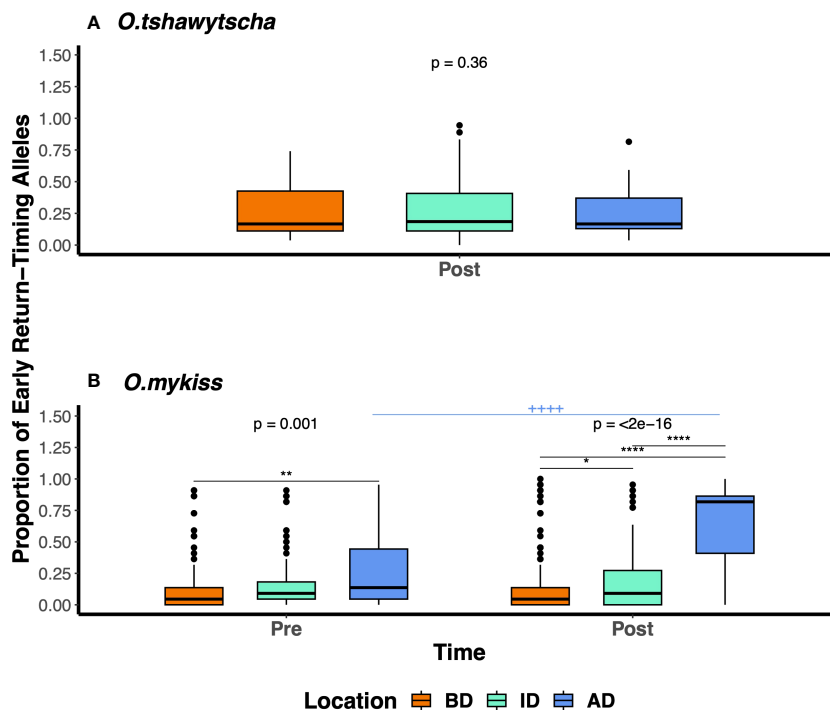 A O.tshawytscha
Proportion of Early Return−Timing Alleles
1.50
1.25
1.00
0.75
0.50
0.25
0.00
p = 0.36
Post
B O.mykiss
1.50
1.25
1.00
0.75
0.50
0.25
0.00
++++
p = 0.001
p = <2e−16
****
****
*
**
Pre
Post
Time
Location BD ID AD